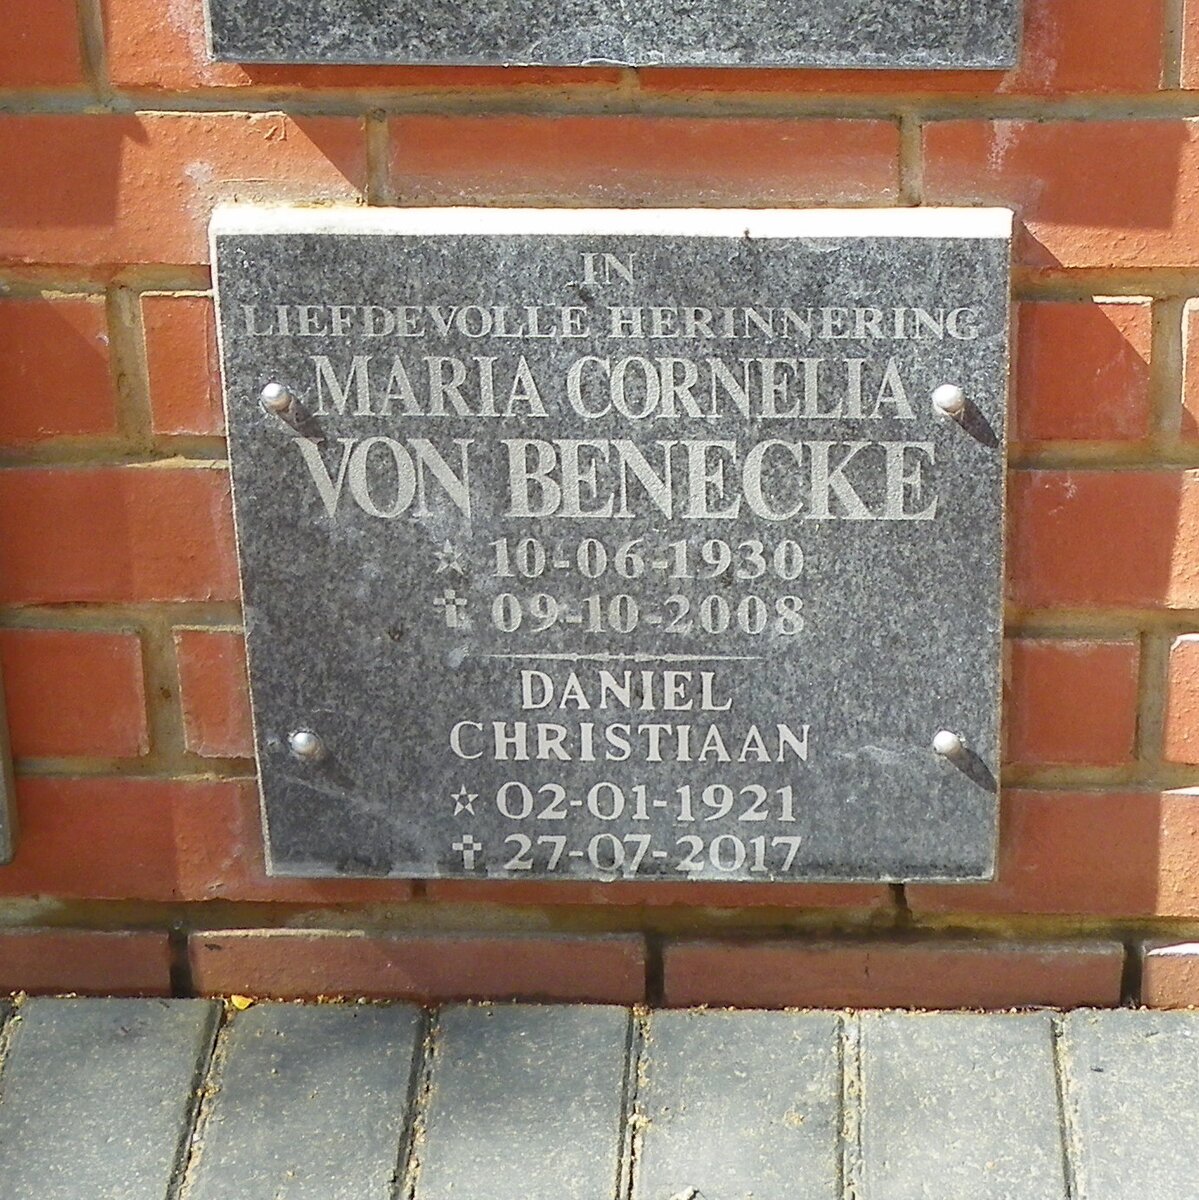 IN
LIEFDEVOLLE HERINNERING
MARIA CORNELIA
VON BENECKE
☆ 10-06-1930
✝ 09-10-2008
DANIEL
CHRISTIAAN
☆ 02-01-1921
✝ 27-07-2017